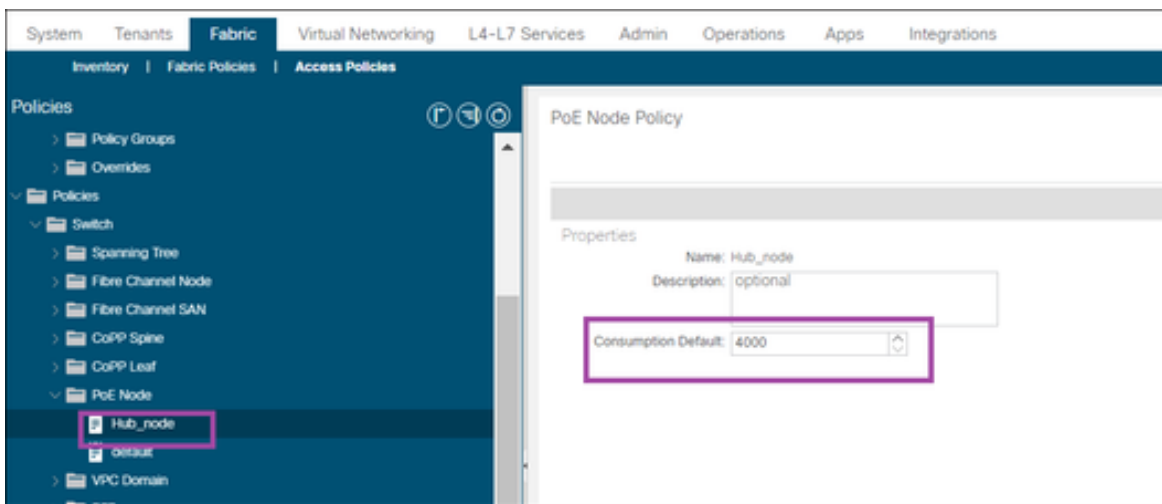 System Tenants Fabric Virtual Networking L4-L7 Services Admin Operations Apps Integrations
Inventory | Fabric Policies | Access Policies
Policies
Policy Groups
Overrides
Policies
Switch
Spanning Tree
Fibre Channel Node
Fibre Channel SAN
CoPP Spine
CoPP Leaf
PoE Node
Hub_node
default
VPC Domain
PoE Node Policy
Properties
Name: Hub_node
Description: optional
Consumption Default: 4000